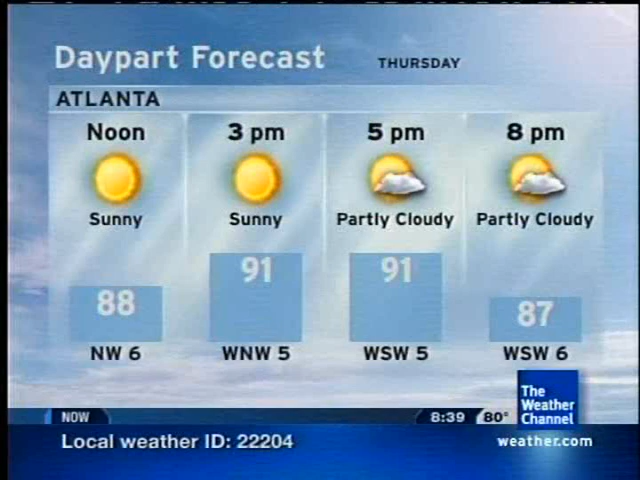 Daypart Forecast THURSDAY
ATLANTA
Noon 3 pm 5 pm 8 pm
Sunny Sunny Partly Cloudy Partly Cloudy
88 91 91 87
NW 6 WNW 5 WSW 5 WSW 6
NOW 8:39 80°
The
Weather
Channel
Local weather ID: 22204 weather.com